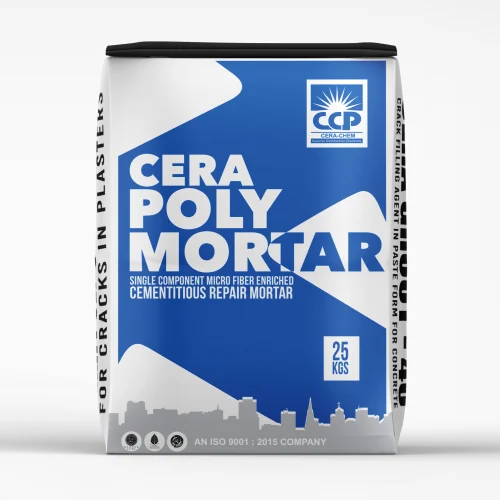 CCP
CERA-CHEM
CERA
POLY
MORTAR
SINGLE COMPONENT MICRO FIBER ENRICHED
CEMENTITIOUS REPAIR MORTAR
25
KGS
AN ISO 9001 : 2015 COMPANY
FOR CRACKS IN PLASTERS
CRACK FILLING AGENT IN PASTE FORM FOR CONCRETE